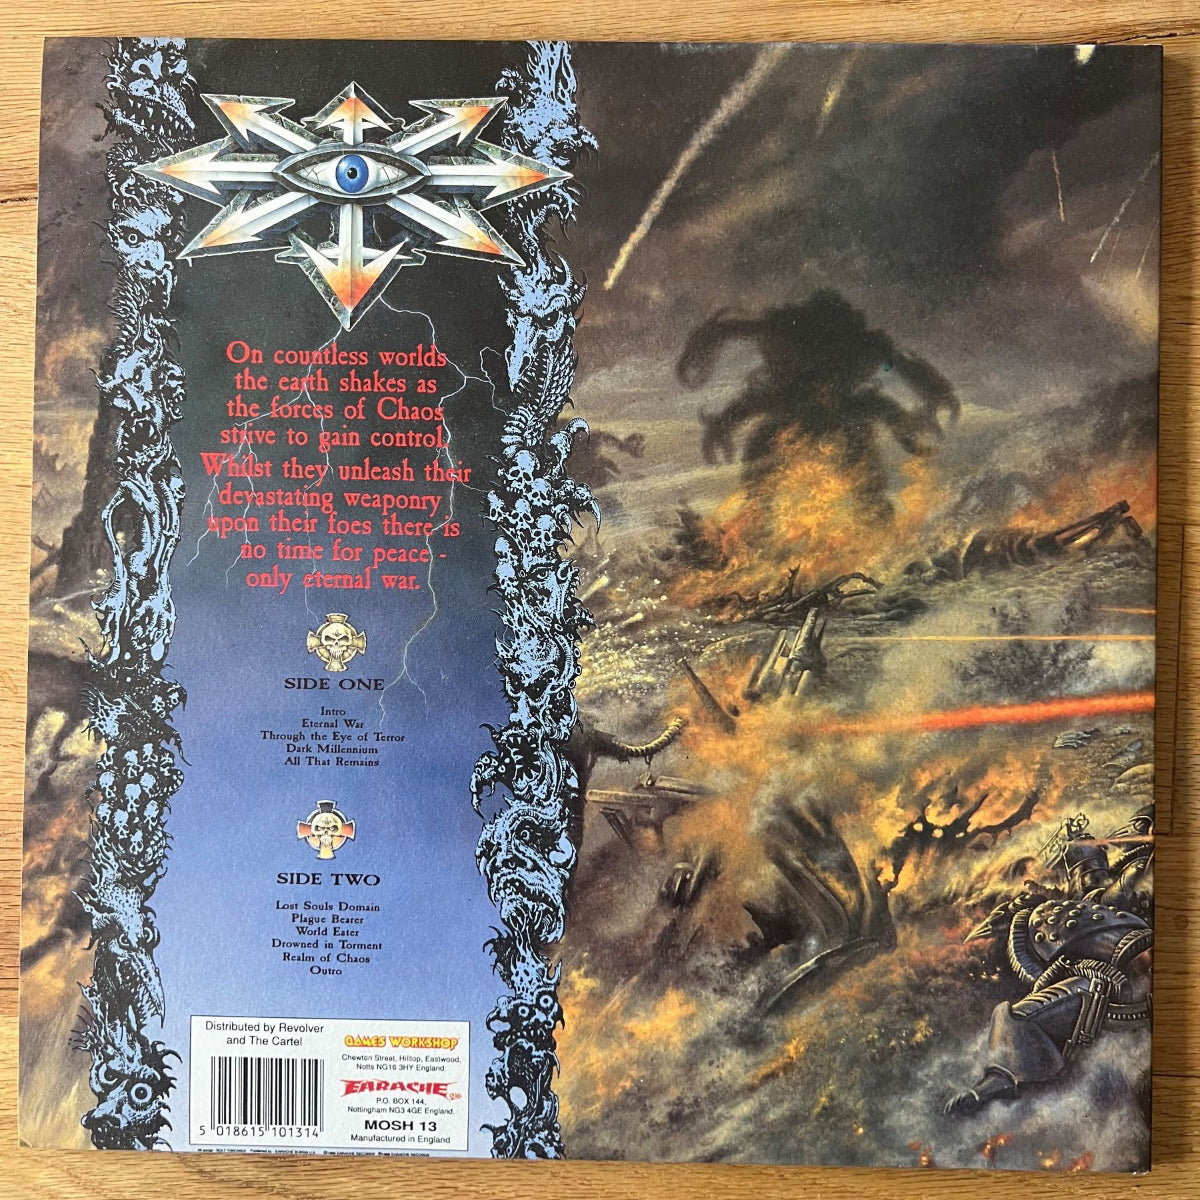 On countless worlds
the earth shakes as
the forces of Chaos
strive to gain control.
Whilst they unleash their
devastating weaponry
upon their foes there is
no time for peace -
only eternal war.
SIDE ONE
Intro
Eternal War
Through the Eye of Terror
Dark Millennium
All That Remains
SIDE TWO
Lost Souls Domain
Plague Bearer
World Eater
Drowned in Torment
Realm of Chaos
Outro
Distributed by Revolver
and The Cartel
5 018615 101314
GAMES WORKSHOP
Chewton Street, Hilltop, Eastwood,
Notts NG16 3HY England.
EARACHE
P.O. BOX 144,
Nottingham NG3 4GE England.
MOSH 13
Manufactured in England